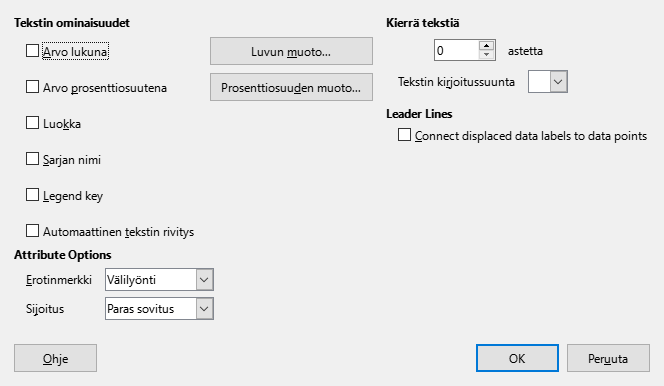 Tekstin ominaisuudet
Arvo lukuna
Luvun muoto...
Arvo prosenttiosuutena
Prosenttiosuuden muoto...
Luokka
Sarjan nimi
Legend key
Automaattinen tekstin rivitys
Attribute Options
Erotinmerkki
Välilyönti
Sijoitus
Paras sovitus
Kierrä tekstiä
0
astetta
Tekstin kirjoitussuunta
Leader Lines
Connect displaced data labels to data points
Ohje
OK
Peruuta